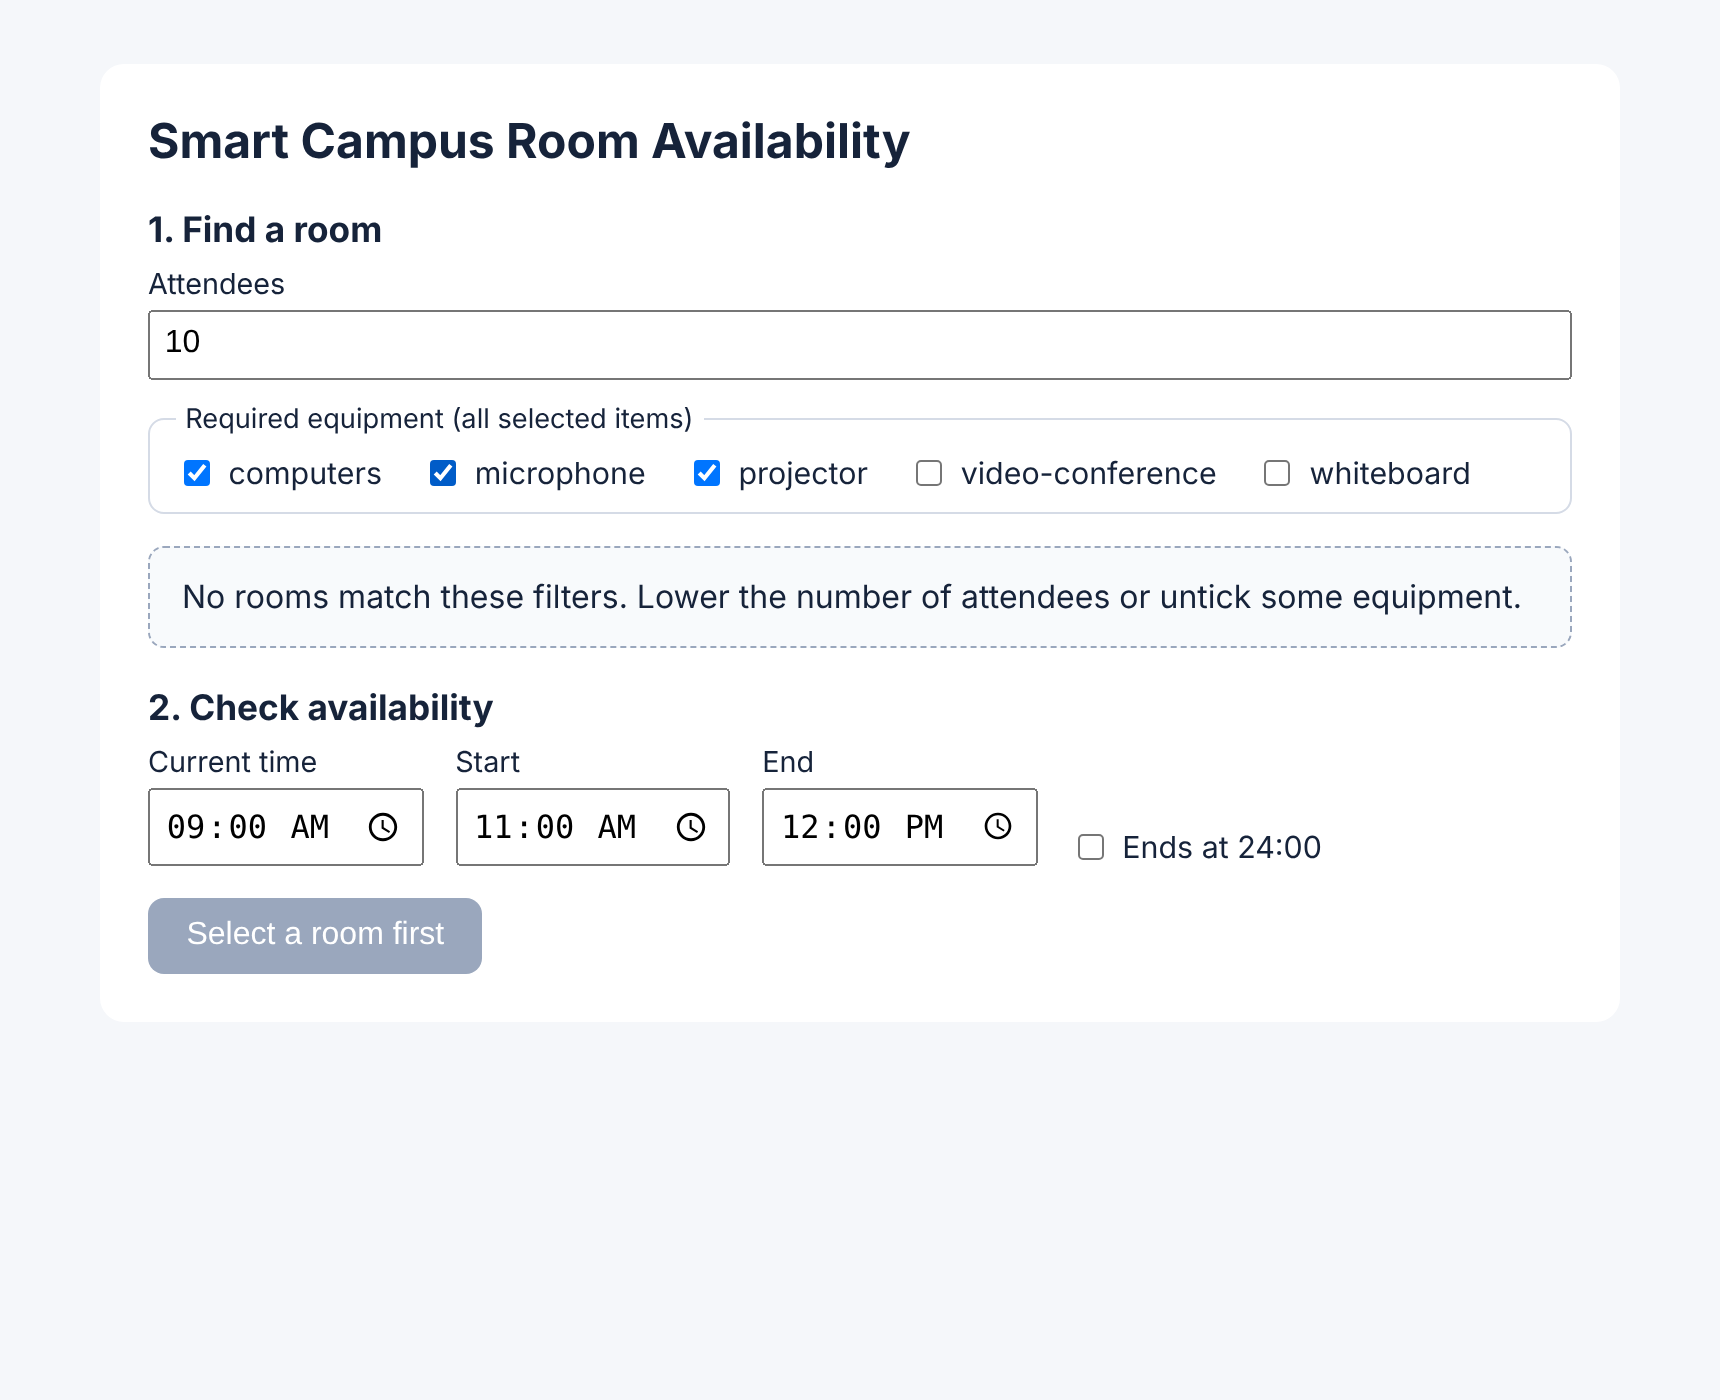 Smart Campus Room Availability
1. Find a room
Attendees
10
Required equipment (all selected items)
computers microphone projector video-conference whiteboard
No rooms match these filters. Lower the number of attendees or untick some equipment.
2. Check availability
Current time Start End
09:00 AM 11:00 AM 12:00 PM Ends at 24:00
Select a room first